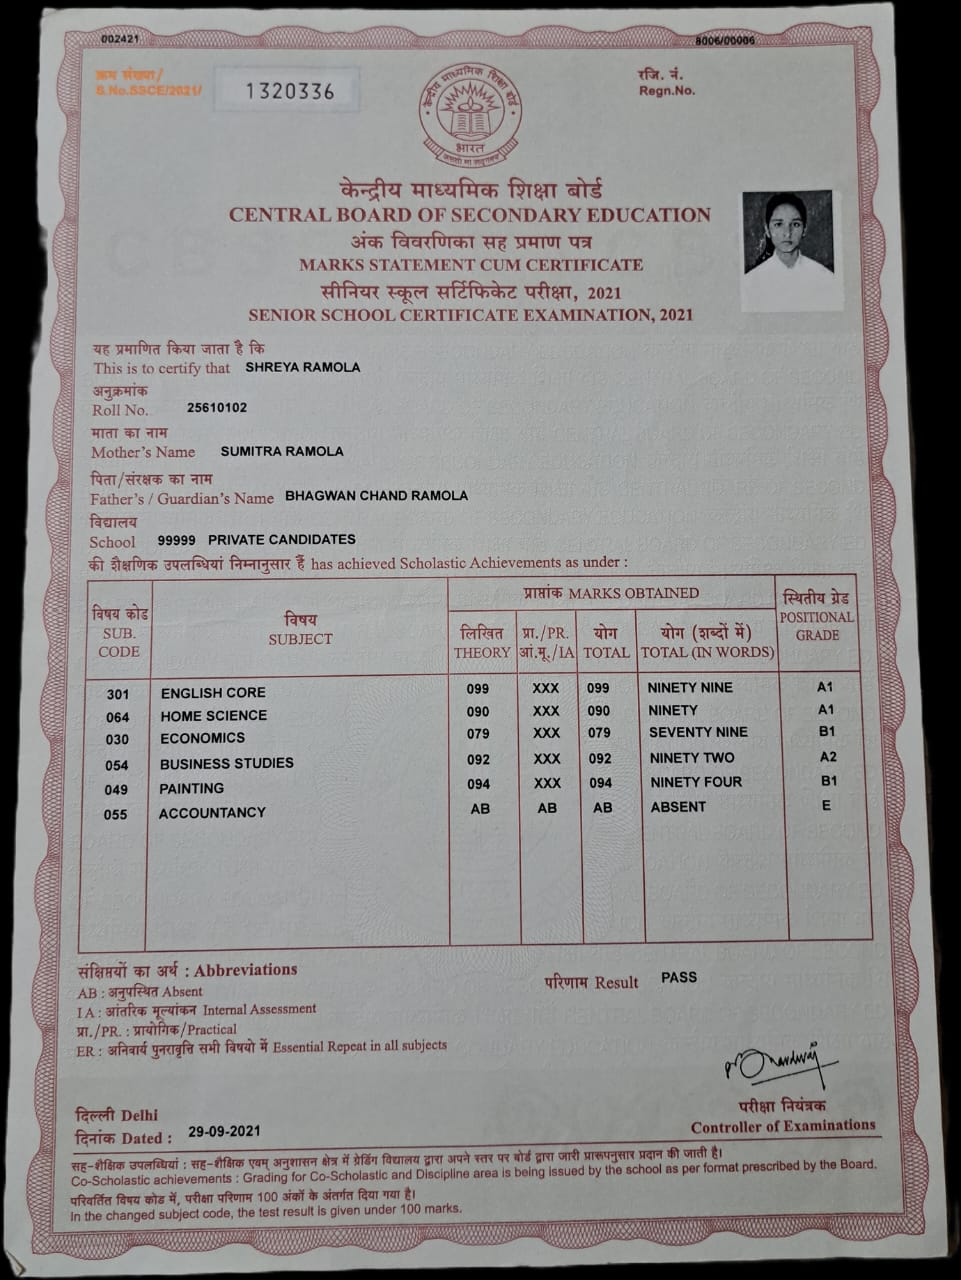 002421
8006/00006
क्रम संख्या/
S.No.SSCE/2021/
1320336
रजि. नं.
Regn.No.
केन्द्रीय माध्यमिक शिक्षा बोर्ड
भारत
केन्द्रीय माध्यमिक शिक्षा बोर्ड
CENTRAL BOARD OF SECONDARY EDUCATION
अंक विवरणिका सह प्रमाण पत्र
MARKS STATEMENT CUM CERTIFICATE
सीनियर स्कूल सर्टिफिकेट परीक्षा, 2021
SENIOR SCHOOL CERTIFICATE EXAMINATION, 2021
यह प्रमाणित किया जाता है कि
This is to certify that SHREYA RAMOLA
अनुक्रमांक
Roll No. 25610102
माता का नाम
Mother's Name SUMITRA RAMOLA
पिता/संरक्षक का नाम
Father's / Guardian's Name BHAGWAN CHAND RAMOLA
विद्यालय
School 99999 PRIVATE CANDIDATES
की शैक्षणिक उपलब्धियां निम्नानुसार हैं has achieved Scholastic Achievements as under :
विषय कोड
SUB.
CODE
विषय
SUBJECT
प्राप्तांक MARKS OBTAINED
लिखित
THEORY
प्रा./PR.
आं.मू./IA
योग
TOTAL
योग (शब्दों में)
TOTAL (IN WORDS)
स्थितीय ग्रेड
POSITIONAL
GRADE
301 ENGLISH CORE 099 XXX 099 NINETY NINE A1
064 HOME SCIENCE 090 XXX 090 NINETY A1
030 ECONOMICS 079 XXX 079 SEVENTY NINE B1
054 BUSINESS STUDIES 092 XXX 092 NINETY TWO A2
049 PAINTING 094 XXX 094 NINETY FOUR B1
055 ACCOUNTANCY AB AB AB ABSENT E
संक्षिप्तियों का अर्थ : Abbreviations
AB : अनुपस्थित Absent
I A : आंतरिक मूल्यांकन Internal Assessment
प्रा./PR. : प्रायोगिक/Practical
ER : अनिवार्य पुनरावृत्ति सभी विषयो में Essential Repeat in all subjects
परिणाम Result PASS
दिल्ली Delhi
दिनांक Dated : 29-09-2021
परीक्षा नियंत्रक
Controller of Examinations
सह-शैक्षिक उपलब्धियां : सह-शैक्षिक एवम् अनुशासन क्षेत्र में ग्रेडिंग विद्यालय द्वारा अपने स्तर पर बोर्ड द्वारा जारी प्रारूपनुसार प्रदान की जाती है।
Co-Scholastic achievements : Grading for Co-Scholastic and Discipline area is being issued by the school as per format prescribed by the Board.
परिवर्तित विषय कोड में, परीक्षा परिणाम 100 अंकों के अंतर्गत दिया गया है।
In the changed subject code, the test result is given under 100 marks.